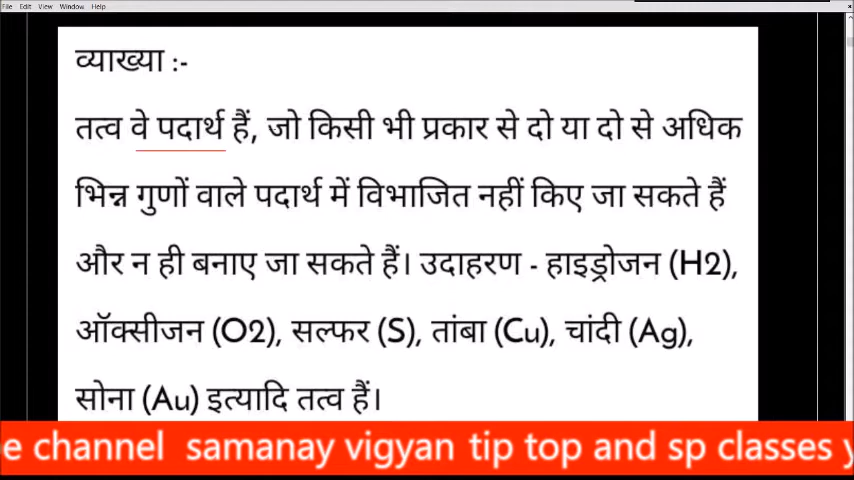 File Edit View Window Help
व्याख्या :-
तत्व वे पदार्थ हैं, जो किसी भी प्रकार से दो या दो से अधिक
भिन्न गुणों वाले पदार्थ में विभाजित नहीं किए जा सकते हैं
और न ही बनाए जा सकते हैं। उदाहरण - हाइड्रोजन (H2),
ऑक्सीजन (O2), सल्फर (S), तांबा (Cu), चांदी (Ag),
सोना (Au) इत्यादि तत्व हैं।
e channel samanay vigyan tip top and sp classes y